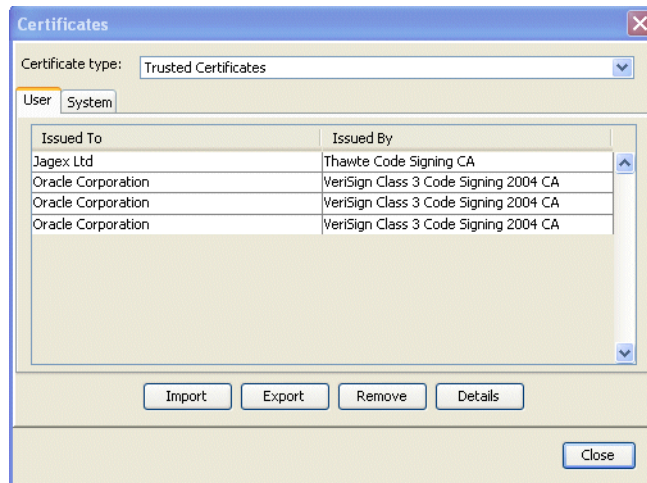 Certificates
Certificate type: Trusted Certificates
User System
Issued To Issued By
Jagex Ltd Thawte Code Signing CA
Oracle Corporation VeriSign Class 3 Code Signing 2004 CA
Oracle Corporation VeriSign Class 3 Code Signing 2004 CA
Oracle Corporation VeriSign Class 3 Code Signing 2004 CA
Import Export Remove Details
Close